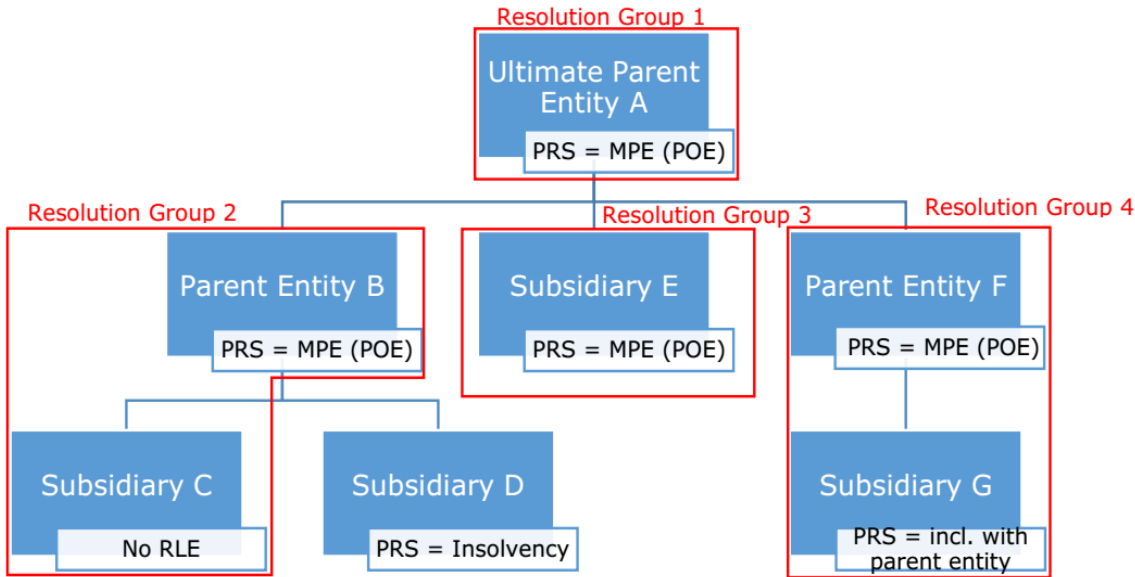 Resolution Group 1
Ultimate Parent
Entity A
PRS = MPE (POE)
Resolution Group 2
Parent Entity B
PRS = MPE (POE)
Resolution Group 3
Subsidiary E
PRS = MPE (POE)
Resolution Group 4
Parent Entity F
PRS = MPE (POE)
Subsidiary C
No RLE
Subsidiary D
PRS = Insolvency
Subsidiary G
PRS = incl. with
parent entity